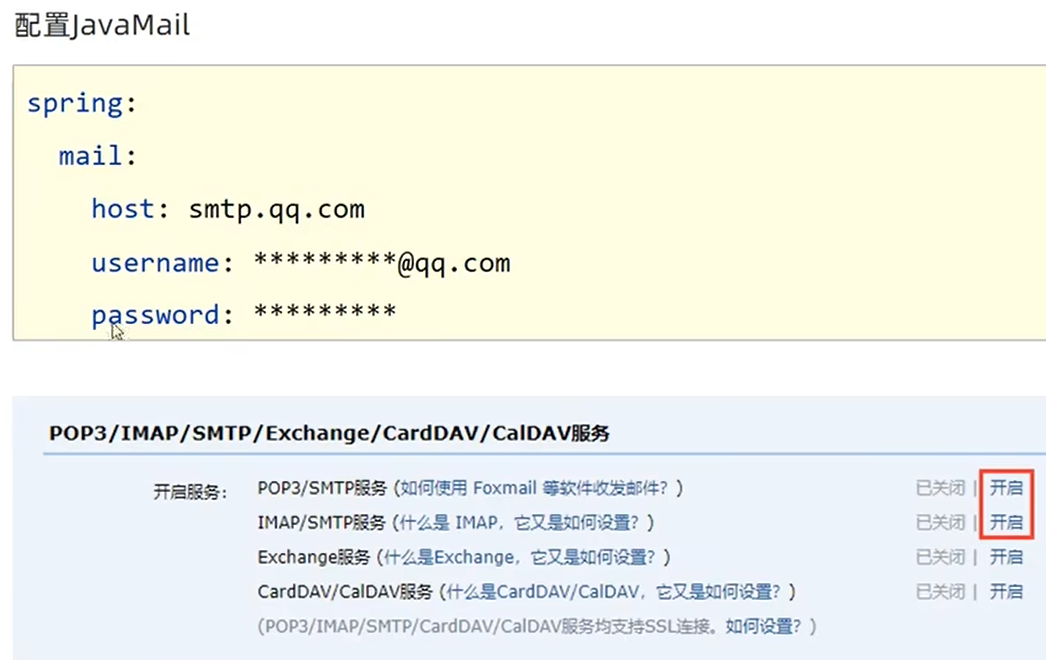 配置JavaMail
spring:
mail:
host: smtp.qq.com
username: *********@qq.com
password: *********
POP3/IMAP/SMTP/Exchange/CardDAV/CalDAV服务
开启服务： POP3/SMTP服务 (如何使用 Foxmail 等软件收发邮件？) 已关闭 | 开启
IMAP/SMTP服务 (什么是 IMAP，它又是如何设置？) 已关闭 | 开启
Exchange服务 (什么是Exchange，它又是如何设置？) 已关闭 | 开启
CardDAV/CalDAV服务 (什么是CardDAV/CalDAV，它又是如何设置？) 已关闭 | 开启
(POP3/IMAP/SMTP/CardDAV/CalDAV服务均支持SSL连接。如何设置？)